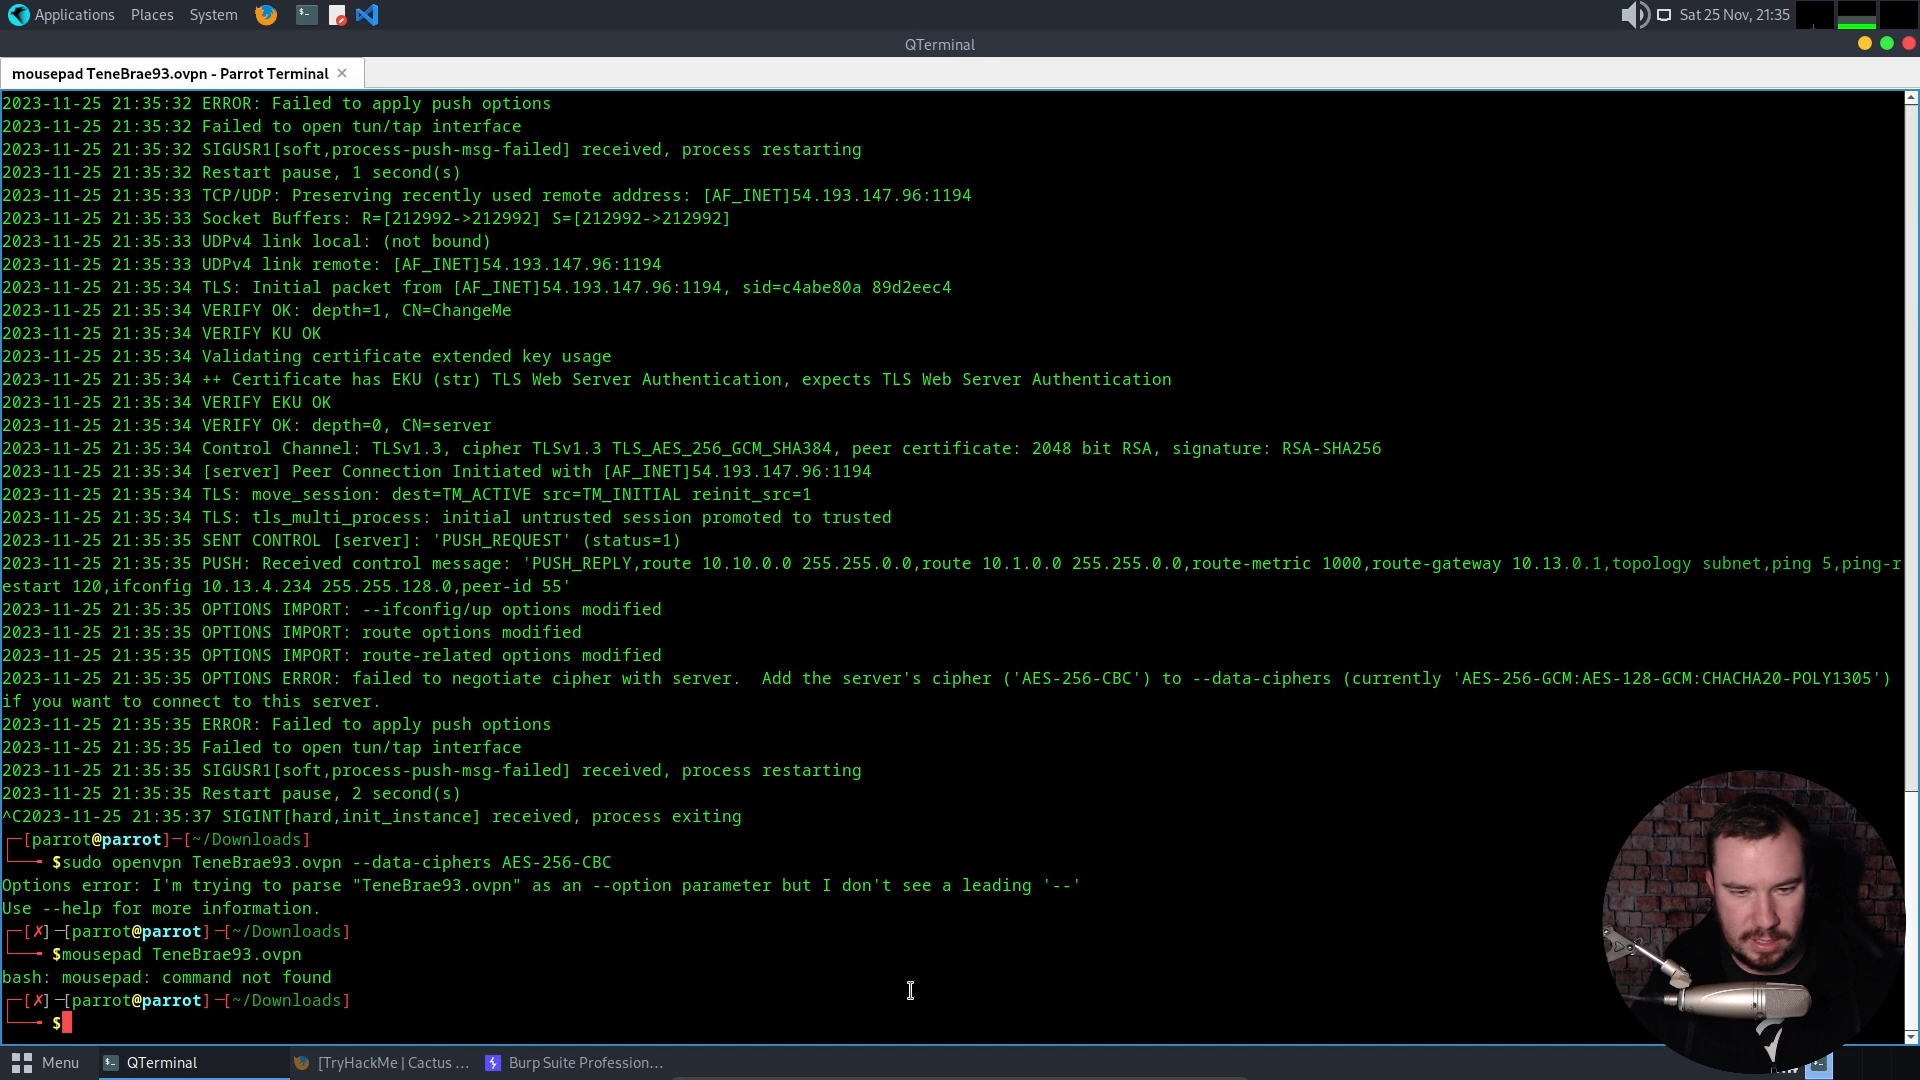 Applications Places System
Sat 25 Nov, 21:35
QTerminal
mousepad TeneBrae93.ovpn - Parrot Terminal
2023-11-25 21:35:32 ERROR: Failed to apply push options
2023-11-25 21:35:32 Failed to open tun/tap interface
2023-11-25 21:35:32 SIGUSR1[soft,process-push-msg-failed] received, process restarting
2023-11-25 21:35:32 Restart pause, 1 second(s)
2023-11-25 21:35:33 TCP/UDP: Preserving recently used remote address: [AF_INET]54.193.147.96:1194
2023-11-25 21:35:33 Socket Buffers: R=[212992->212992] S=[212992->212992]
2023-11-25 21:35:33 UDPv4 link local: (not bound)
2023-11-25 21:35:33 UDPv4 link remote: [AF_INET]54.193.147.96:1194
2023-11-25 21:35:34 TLS: Initial packet from [AF_INET]54.193.147.96:1194, sid=c4abe80a 89d2eec4
2023-11-25 21:35:34 VERIFY OK: depth=1, CN=ChangeMe
2023-11-25 21:35:34 VERIFY KU OK
2023-11-25 21:35:34 Validating certificate extended key usage
2023-11-25 21:35:34 ++ Certificate has EKU (str) TLS Web Server Authentication, expects TLS Web Server Authentication
2023-11-25 21:35:34 VERIFY EKU OK
2023-11-25 21:35:34 VERIFY OK: depth=0, CN=server
2023-11-25 21:35:34 Control Channel: TLSv1.3, cipher TLSv1.3 TLS_AES_256_GCM_SHA384, peer certificate: 2048 bit RSA, signature: RSA-SHA256
2023-11-25 21:35:34 [server] Peer Connection Initiated with [AF_INET]54.193.147.96:1194
2023-11-25 21:35:34 TLS: move_session: dest=TM_ACTIVE src=TM_INITIAL reinit_src=1
2023-11-25 21:35:34 TLS: tls_multi_process: initial untrusted session promoted to trusted
2023-11-25 21:35:35 SENT CONTROL [server]: 'PUSH_REQUEST' (status=1)
2023-11-25 21:35:35 PUSH: Received control message: 'PUSH_REPLY,route 10.10.0.0 255.255.0.0,route 10.1.0.0 255.255.0.0,route-metric 1000,route-gateway 10.13.0.1,topology subnet,ping 5,ping-r
estart 120,ifconfig 10.13.4.234 255.255.128.0,peer-id 55'
2023-11-25 21:35:35 OPTIONS IMPORT: --ifconfig/up options modified
2023-11-25 21:35:35 OPTIONS IMPORT: route options modified
2023-11-25 21:35:35 OPTIONS IMPORT: route-related options modified
2023-11-25 21:35:35 OPTIONS ERROR: failed to negotiate cipher with server.  Add the server's cipher ('AES-256-CBC') to --data-ciphers (currently 'AES-256-GCM:AES-128-GCM:CHACHA20-POLY1305')
if you want to connect to this server.
2023-11-25 21:35:35 ERROR: Failed to apply push options
2023-11-25 21:35:35 Failed to open tun/tap interface
2023-11-25 21:35:35 SIGUSR1[soft,process-push-msg-failed] received, process restarting
2023-11-25 21:35:35 Restart pause, 2 second(s)
^C2023-11-25 21:35:37 SIGINT[hard,init_instance] received, process exiting
┌─[parrot@parrot]─[~/Downloads]
└──╼ $sudo openvpn TeneBrae93.ovpn --data-ciphers AES-256-CBC
Options error: I'm trying to parse "TeneBrae93.ovpn" as an --option parameter but I don't see a leading '--'
Use --help for more information.
┌─[✗]─[parrot@parrot]─[~/Downloads]
└──╼ $mousepad TeneBrae93.ovpn
bash: mousepad: command not found
┌─[✗]─[parrot@parrot]─[~/Downloads]
└──╼ $
Menu QTerminal [TryHackMe | Cactus ... Burp Suite Profession...